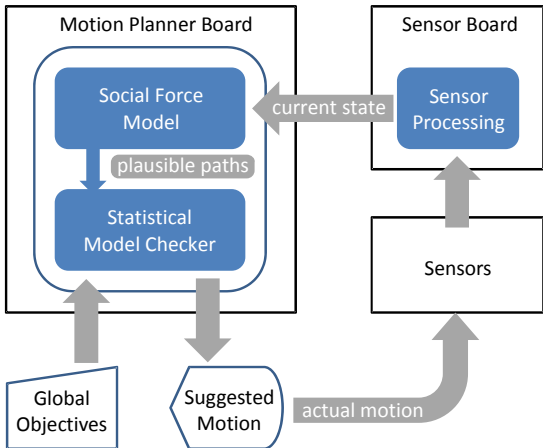 Motion Planner Board
Sensor Board
Social Force
Model
current state
Sensor
Processing
plausible paths
Statistical
Model Checker
Sensors
Global
Objectives
Suggested
Motion
actual motion